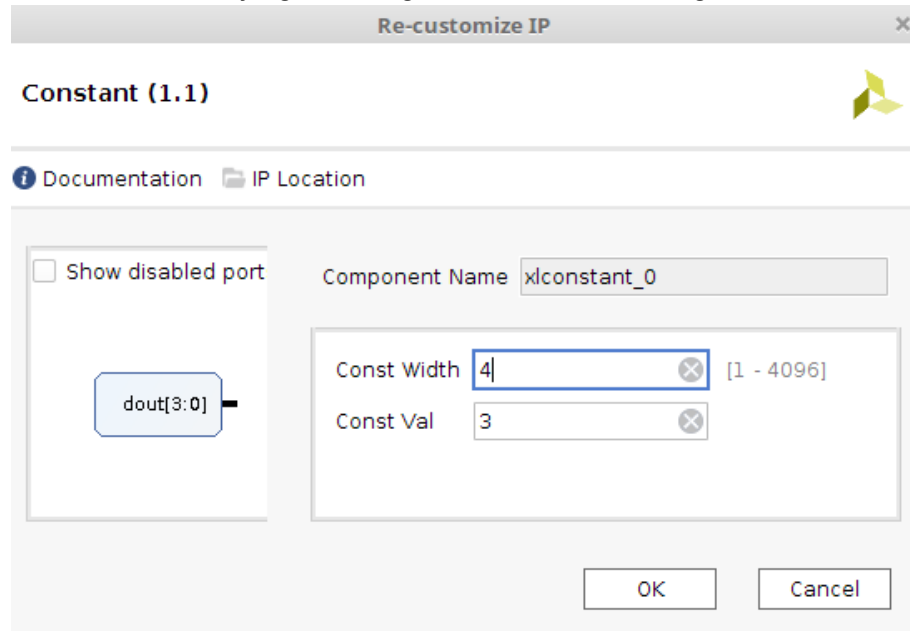 Re-customize IP
Constant (1.1)
Documentation IP Location
Show disabled port
Component Name xlconstant_0
Const Width 4 [1 - 4096]
dout[3:0]
Const Val 3
OK Cancel